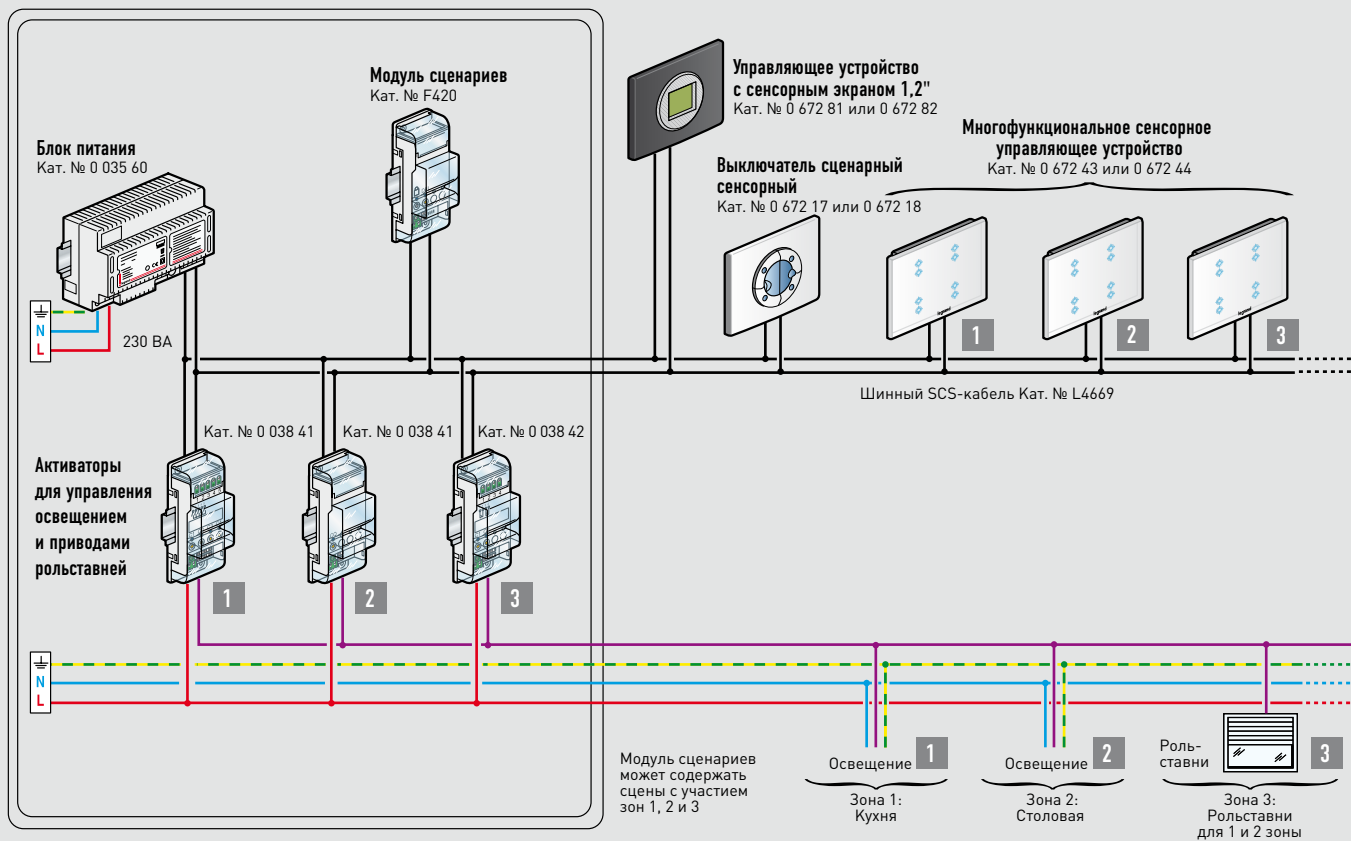 Модуль сценариев
Кат. № F420
Блок питания
Кат. № 0 035 60
N
L
230 ВА
Управляющее устройство
с сенсорным экраном 1,2"
Кат. № 0 672 81 или 0 672 82
Выключатель сценарный
сенсорный
Кат. № 0 672 17 или 0 672 18
Многофункциональное сенсорное
управляющее устройство
Кат. № 0 672 43 или 0 672 44
legrand
legrand
legrand
1
2
3
Шинный SCS-кабель Кат. № L4669
Кат. № 0 038 41
Кат. № 0 038 41
Кат. № 0 038 42
Активаторы
для управления
освещением
и приводами
рольставней
1
2
3
N
L
Модуль сценариев
может содержать
сцены с участием
зон 1, 2 и 3
Освещение
1
Зона 1:
Кухня
Освещение
2
Зона 2:
Столовая
Роль-
ставни
3
Зона 3:
Рольставни
для 1 и 2 зоны